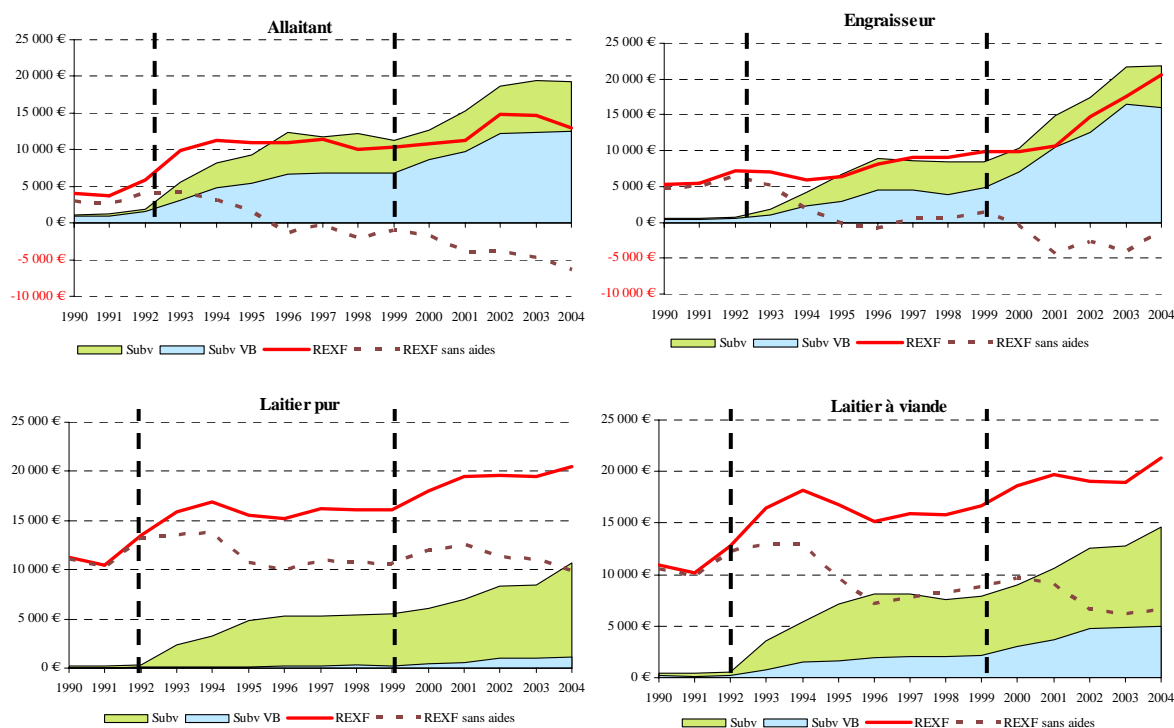 Allaitant
25 000 €
20 000 €
15 000 €
10 000 €
5 000 €
0 €
-5 000 €
-10 000 €
1990 1991 1992 1993 1994 1995 1996 1997 1998 1999 2000 2001 2002 2003 2004
Subv Subv VB REXF REXF sans aides
Engraisseur
25 000 €
20 000 €
15 000 €
10 000 €
5 000 €
0 €
-5 000 €
-10 000 €
1990 1991 1992 1993 1994 1995 1996 1997 1998 1999 2000 2001 2002 2003 2004
Subv Subv VB REXF REXF sans aides
Laitier pur
25 000 €
20 000 €
15 000 €
10 000 €
5 000 €
0 €
1990 1991 1992 1993 1994 1995 1996 1997 1998 1999 2000 2001 2002 2003 2004
Subv Subv VB REXF REXF sans aides
Laitier à viande
25 000 €
20 000 €
15 000 €
10 000 €
5 000 €
0 €
1990 1991 1992 1993 1994 1995 1996 1997 1998 1999 2000 2001 2002 2003 2004
Subv Subv VB REXF REXF sans aides